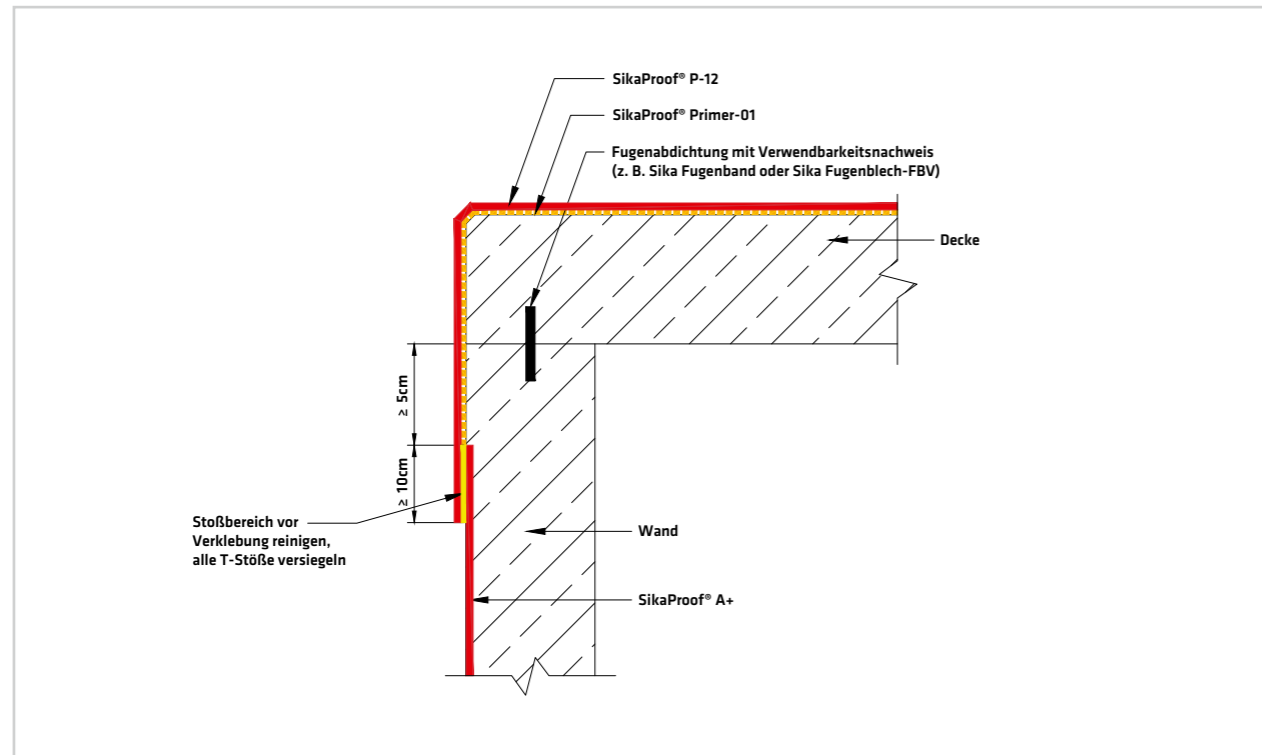 SikaProof® P-12
SikaProof® Primer-01
Fugenabdichtung mit Verwendbarkeitsnachweis
(z. B. Sika Fugenband oder Sika Fugenblech-FBV)
Decke
≥ 5cm
≥ 10cm
Stoßbereich vor
Verklebung reinigen,
alle T-Stöße versiegeln
Wand
SikaProof® A+